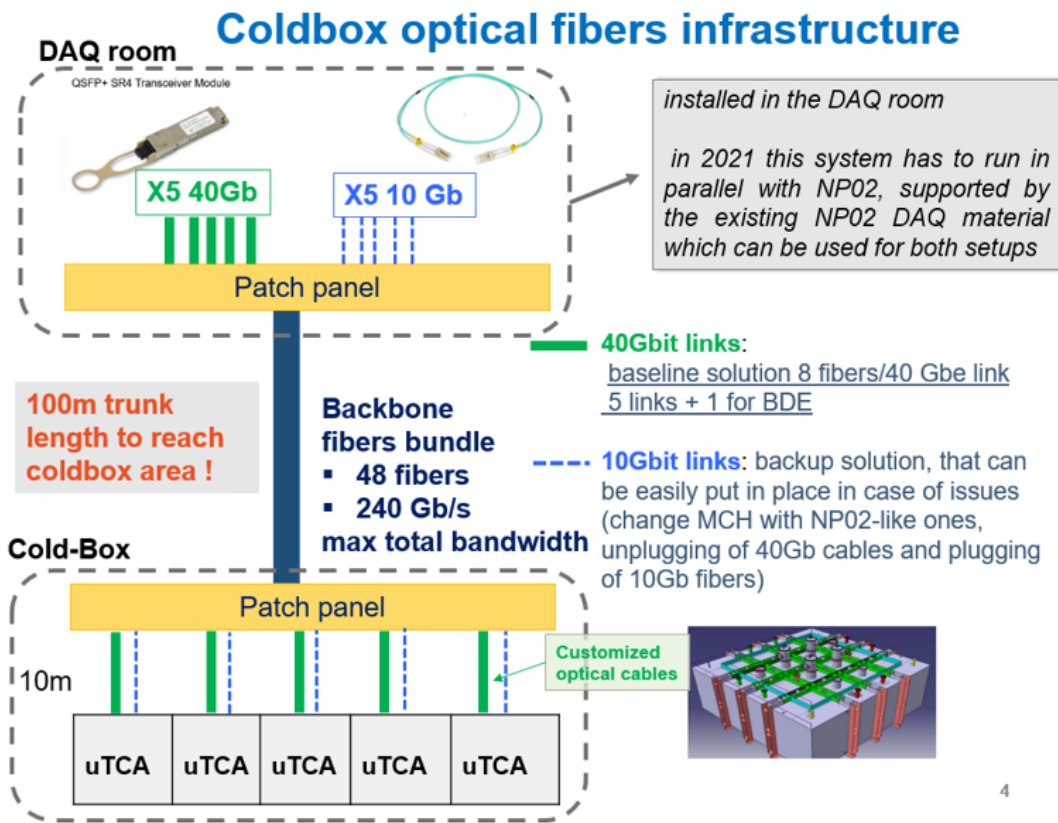 Coldbox optical fibers infrastructure
DAQ room
QSFP+ SR4 Transceiver Module
X5 40Gb
X5 10 Gb
Patch panel
installed in the DAQ room
in 2021 this system has to run in
parallel with NP02, supported by
the existing NP02 DAQ material
which can be used for both setups
40Gbit links:
baseline solution 8 fibers/40 Gbe link
5 links + 1 for BDE
100m trunk
length to reach
coldbox area !
Backbone
fibers bundle
▪ 48 fibers
▪ 240 Gb/s
max total bandwidth
10Gbit links: backup solution, that can
be easily put in place in case of issues
(change MCH with NP02-like ones,
unplugging of 40Gb cables and plugging
of 10Gb fibers)
Cold-Box
Patch panel
10m
Customized
optical cables
uTCA
uTCA
uTCA
uTCA
uTCA
4